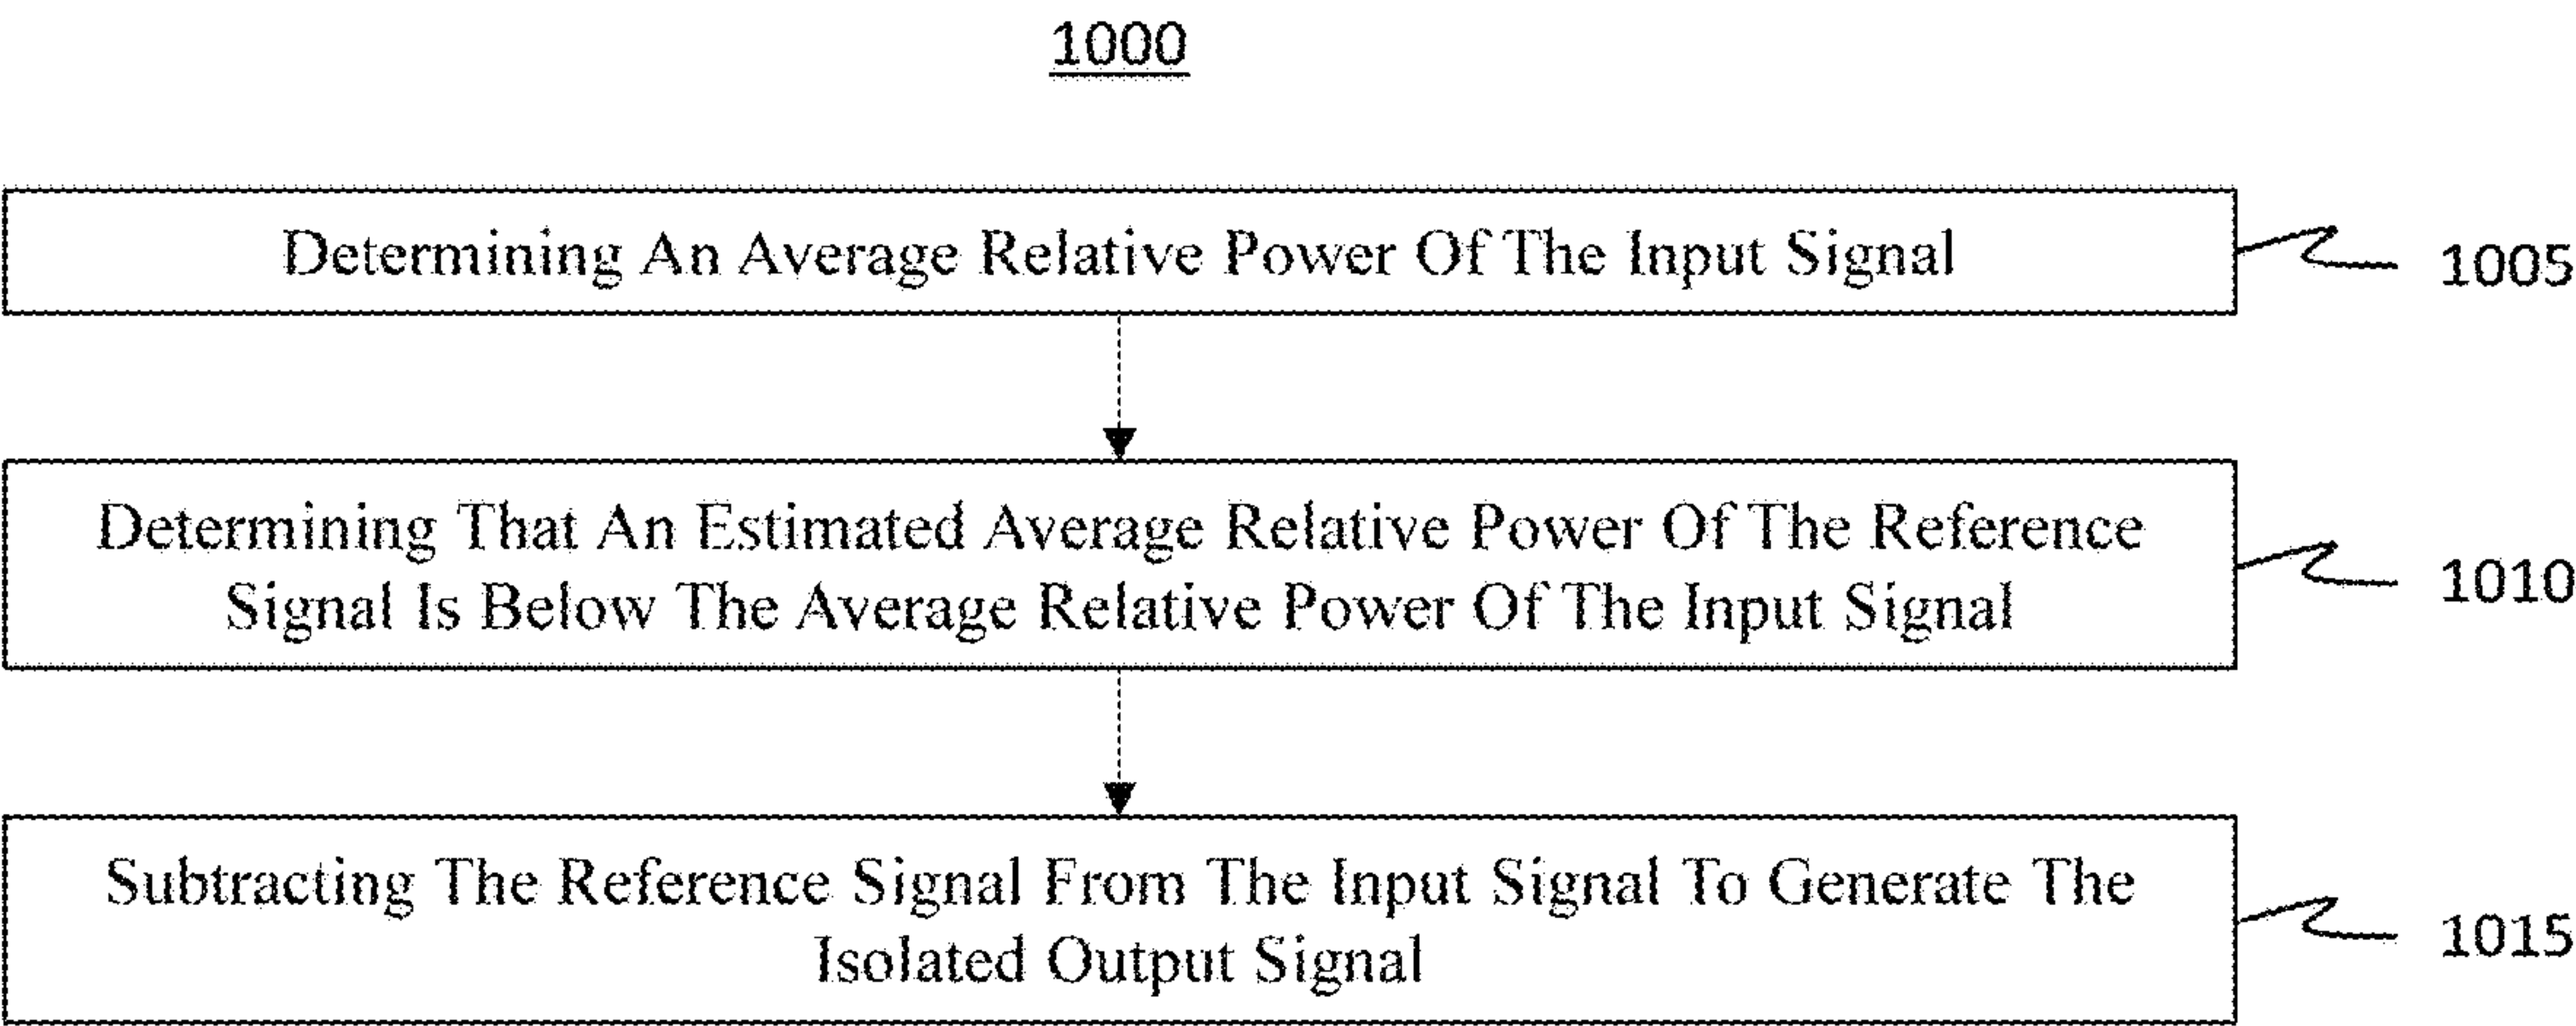 1000
Determining An Average Relative Power Of The Input Signal
1005
Determining That An Estimated Average Relative Power Of The Reference
Signal Is Below The Average Relative Power Of The Input Signal
1010
Subtracting The Reference Signal From The Input Signal To Generate The
Isolated Output Signal
1015